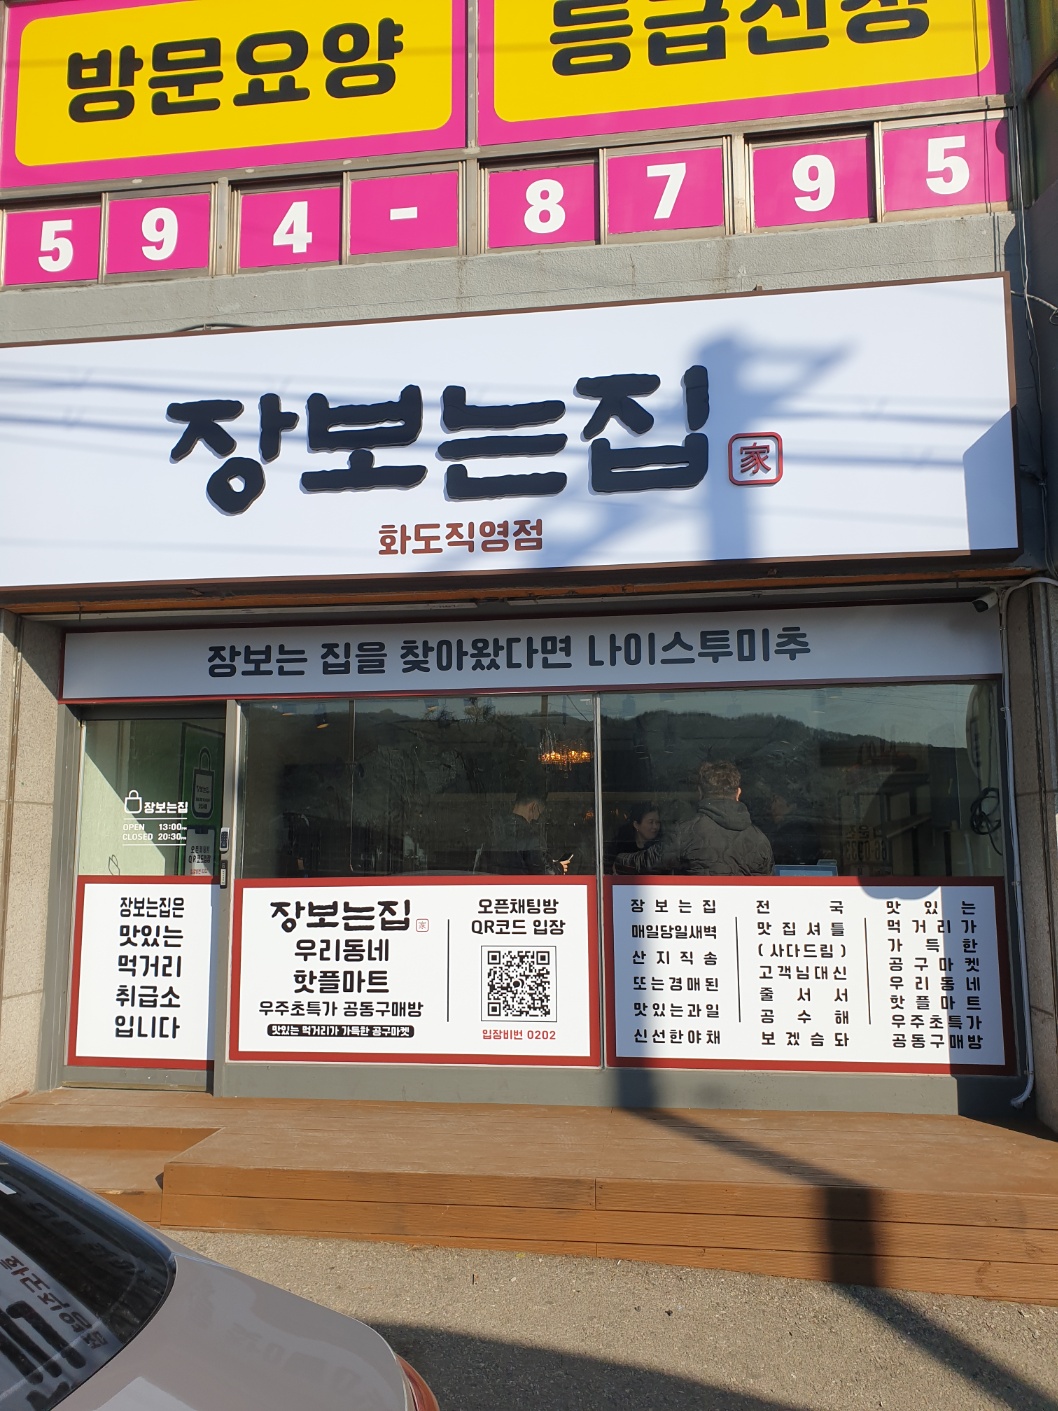 방문요양
등급신청
594-8795
장보는집 家
화도직영점
장보는 집을 찾아왔다면 나이스투미추
장보는집
OPEN 13:00
CLOSED 20:30
장보는집은
맛있는
먹거리
취급소
입니다
장보는집 家
우리동네
핫플마트
우주초특가 공동구매방
맛있는 먹거리가 가득한 공구마켓
오픈채팅방
QR코드 입장
입장비번 0202
장보는집
매일당일새벽
산지직송
또는경매된
맛있는과일
신선한야채
전국
맛집셔틀
(사다드림)
고객님대신
줄서서
공수해
보겠슴돠
맛있는
먹거리가
가득한
공구마켓
우리동네
핫플마트
우주초특가
공동구매방